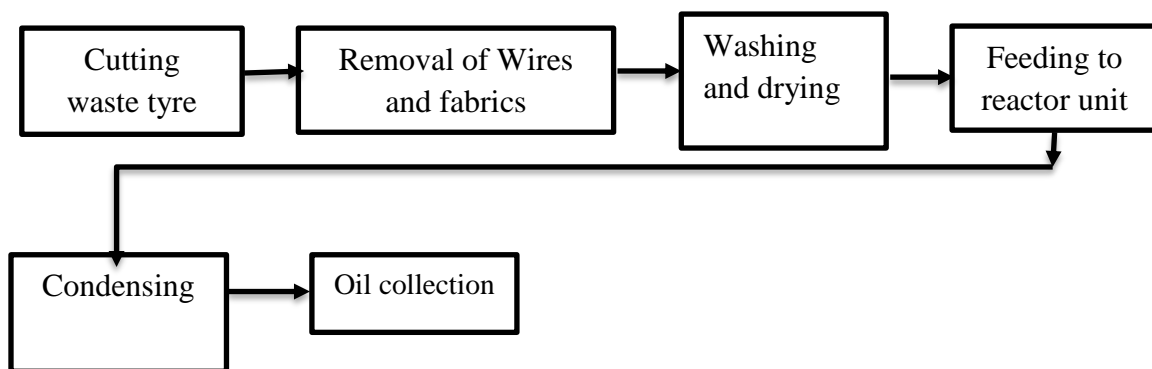 Cutting
waste tyre
Removal of Wires
and fabrics
Washing
and drying
Feeding to
reactor unit
Condensing
Oil collection